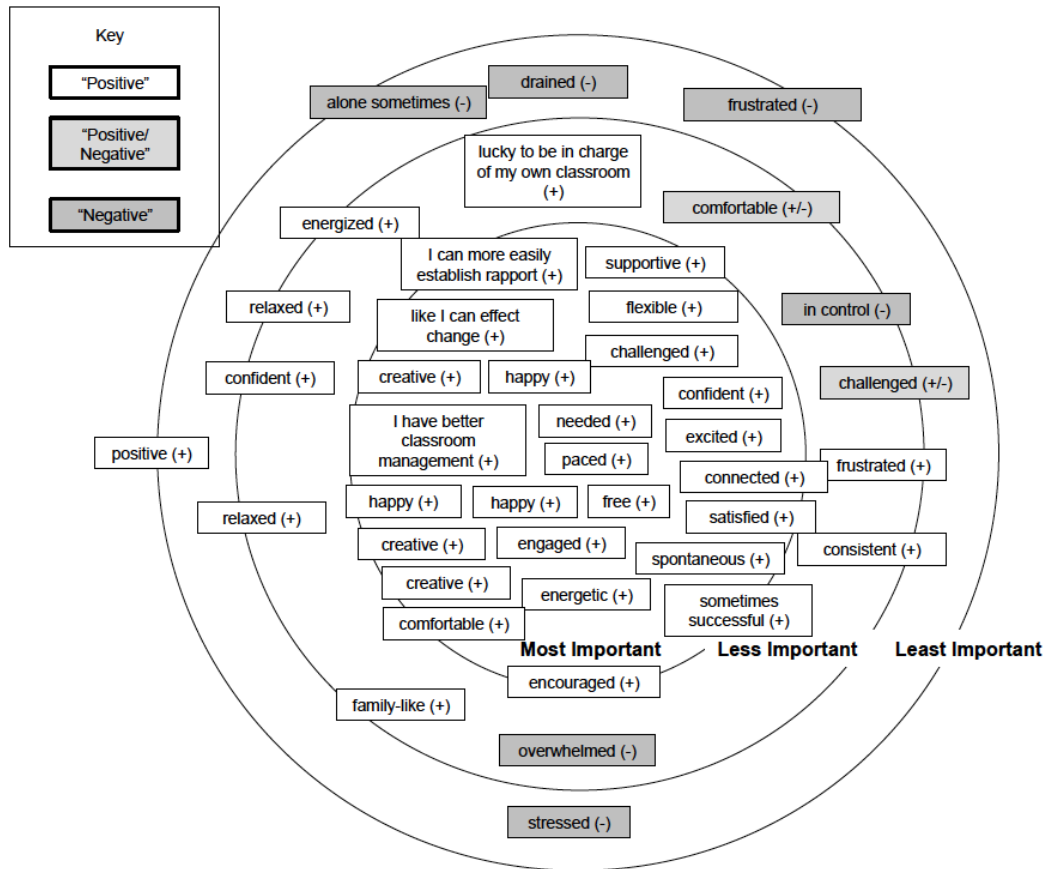 Key
“Positive”
“Positive/
Negative”
“Negative”
drained (-)
alone sometimes (-)
frustrated (-)
lucky to be in charge
of my own classroom
(+)
comfortable (+/-)
energized (+)
I can more easily
establish rapport (+)
supportive (+)
relaxed (+)
like I can effect
change (+)
flexible (+)
in control (-)
challenged (+)
confident (+)
creative (+)
happy (+)
challenged (+/-)
confident (+)
I have better
classroom
management (+)
needed (+)
excited (+)
positive (+)
paced (+)
connected (+)
frustrated (+)
happy (+)
happy (+)
free (+)
relaxed (+)
satisfied (+)
creative (+)
engaged (+)
spontaneous (+)
consistent (+)
creative (+)
energetic (+)
sometimes
successful (+)
comfortable (+)
Most Important
Less Important
Least Important
encouraged (+)
family-like (+)
overwhelmed (-)
stressed (-)